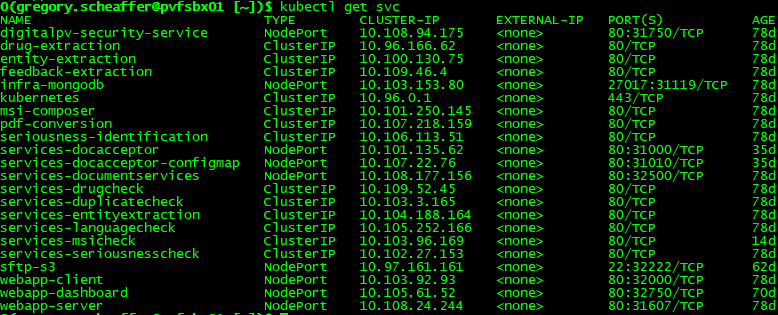 0(gregory.scheaffer@pvfsbx01 [~])$ kubectl get svc
NAME TYPE CLUSTER-IP EXTERNAL-IP PORT(S) AGE
digitalpv-security-service NodePort 10.108.94.175 <none> 80:31750/TCP 78d
drug-extraction ClusterIP 10.96.166.62 <none> 80/TCP 78d
entity-extraction ClusterIP 10.100.130.75 <none> 80/TCP 78d
feedback-extraction ClusterIP 10.109.46.4 <none> 80/TCP 78d
infra-mongodb NodePort 10.103.153.80 <none> 27017:31119/TCP 78d
kubernetes ClusterIP 10.96.0.1 <none> 443/TCP 78d
msi-composer ClusterIP 10.101.250.145 <none> 80/TCP 78d
pdf-conversion ClusterIP 10.107.211.159 <none> 80/TCP 78d
seriousness-identification ClusterIP 10.106.113.51 <none> 80/TCP 78d
services-docacceptor NodePort 10.101.135.62 <none> 80:31000/TCP 35d
services-docacceptor-configmap NodePort 10.107.22.76 <none> 80:31010/TCP 35d
services-documentservices NodePort 10.108.177.156 <none> 80:32500/TCP 78d
services-drugcheck ClusterIP 10.109.52.45 <none> 80/TCP 78d
services-duplicatecheck ClusterIP 10.103.3.165 <none> 80/TCP 78d
services-entityextraction ClusterIP 10.104.188.164 <none> 80/TCP 78d
services-languagecheck ClusterIP 10.105.252.166 <none> 80/TCP 78d
services-msicheck ClusterIP 10.103.96.169 <none> 80/TCP 14d
services-seriousnesscheck ClusterIP 10.102.27.153 <none> 80/TCP 78d
sftp-s3 NodePort 10.97.161.161 <none> 22:32222/TCP 62d
webapp-client NodePort 10.103.92.93 <none> 80:32000/TCP 78d
webapp-dashboard NodePort 10.105.61.52 <none> 80:32750/TCP 70d
webapp-server NodePort 10.108.24.244 <none> 80:31607/TCP 78d